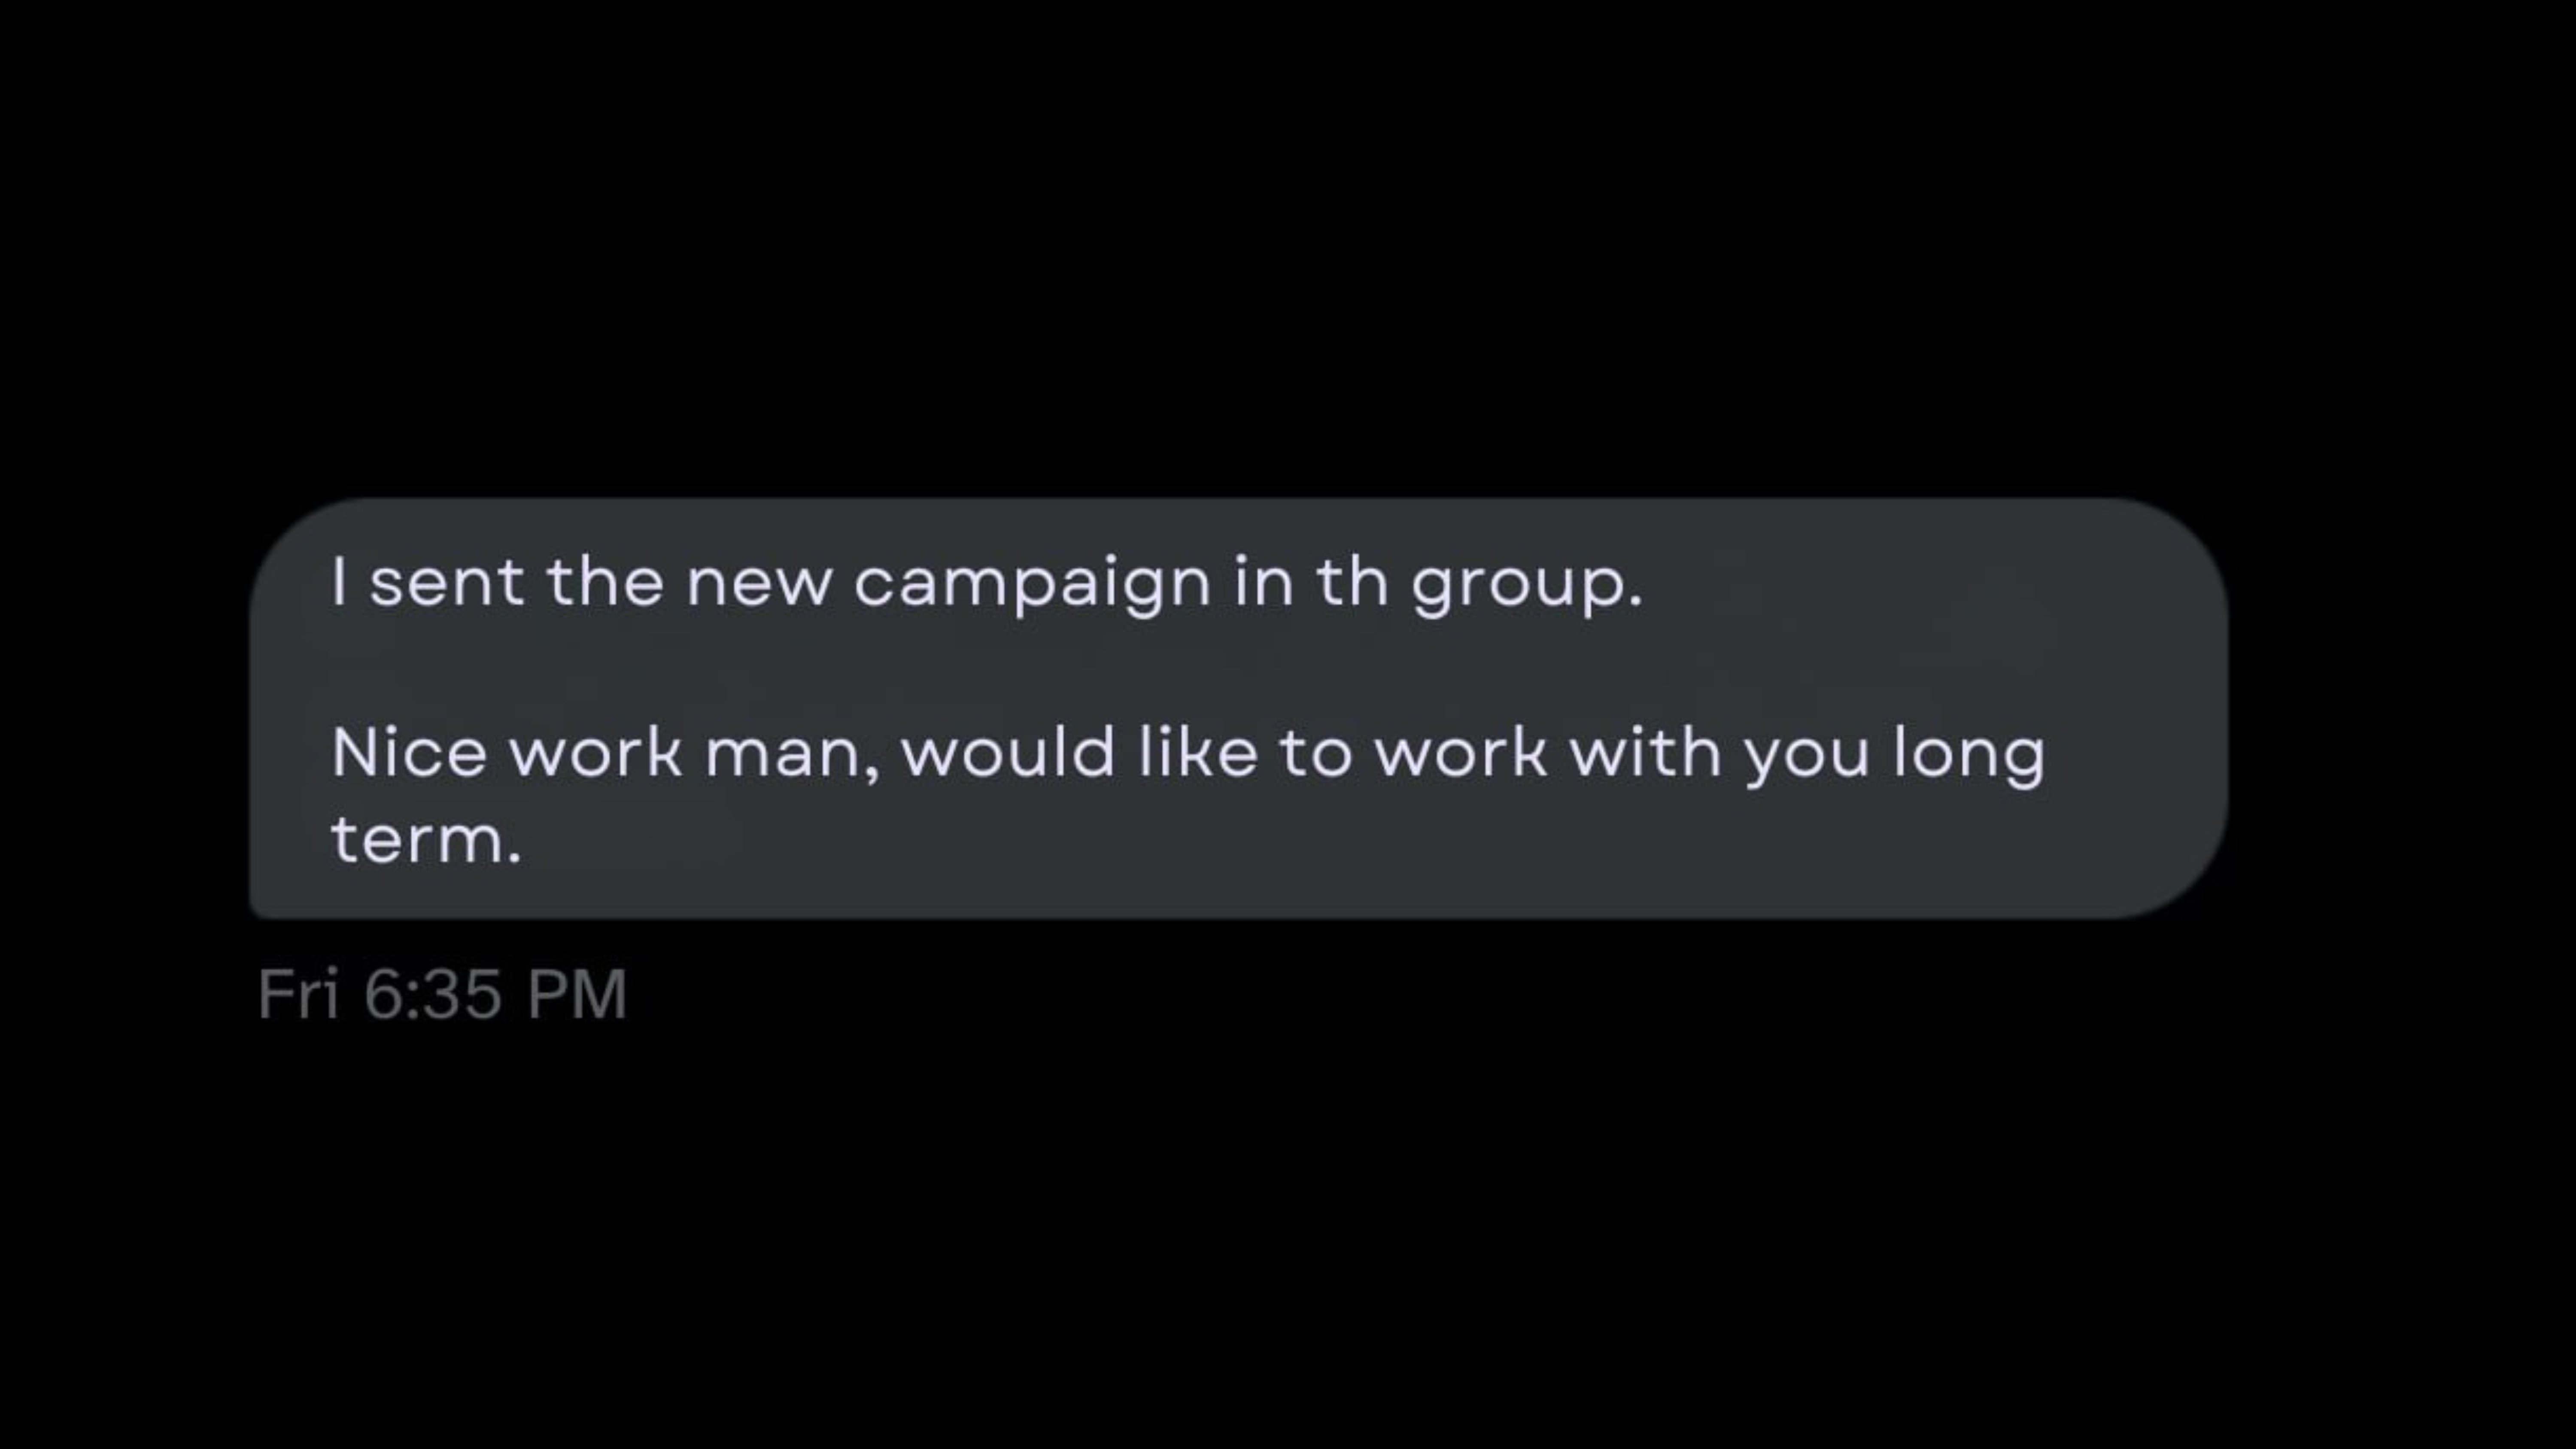 I sent the new campaign in th group.
Nice work man, would like to work with you long
term.
Fri 6:35 PM